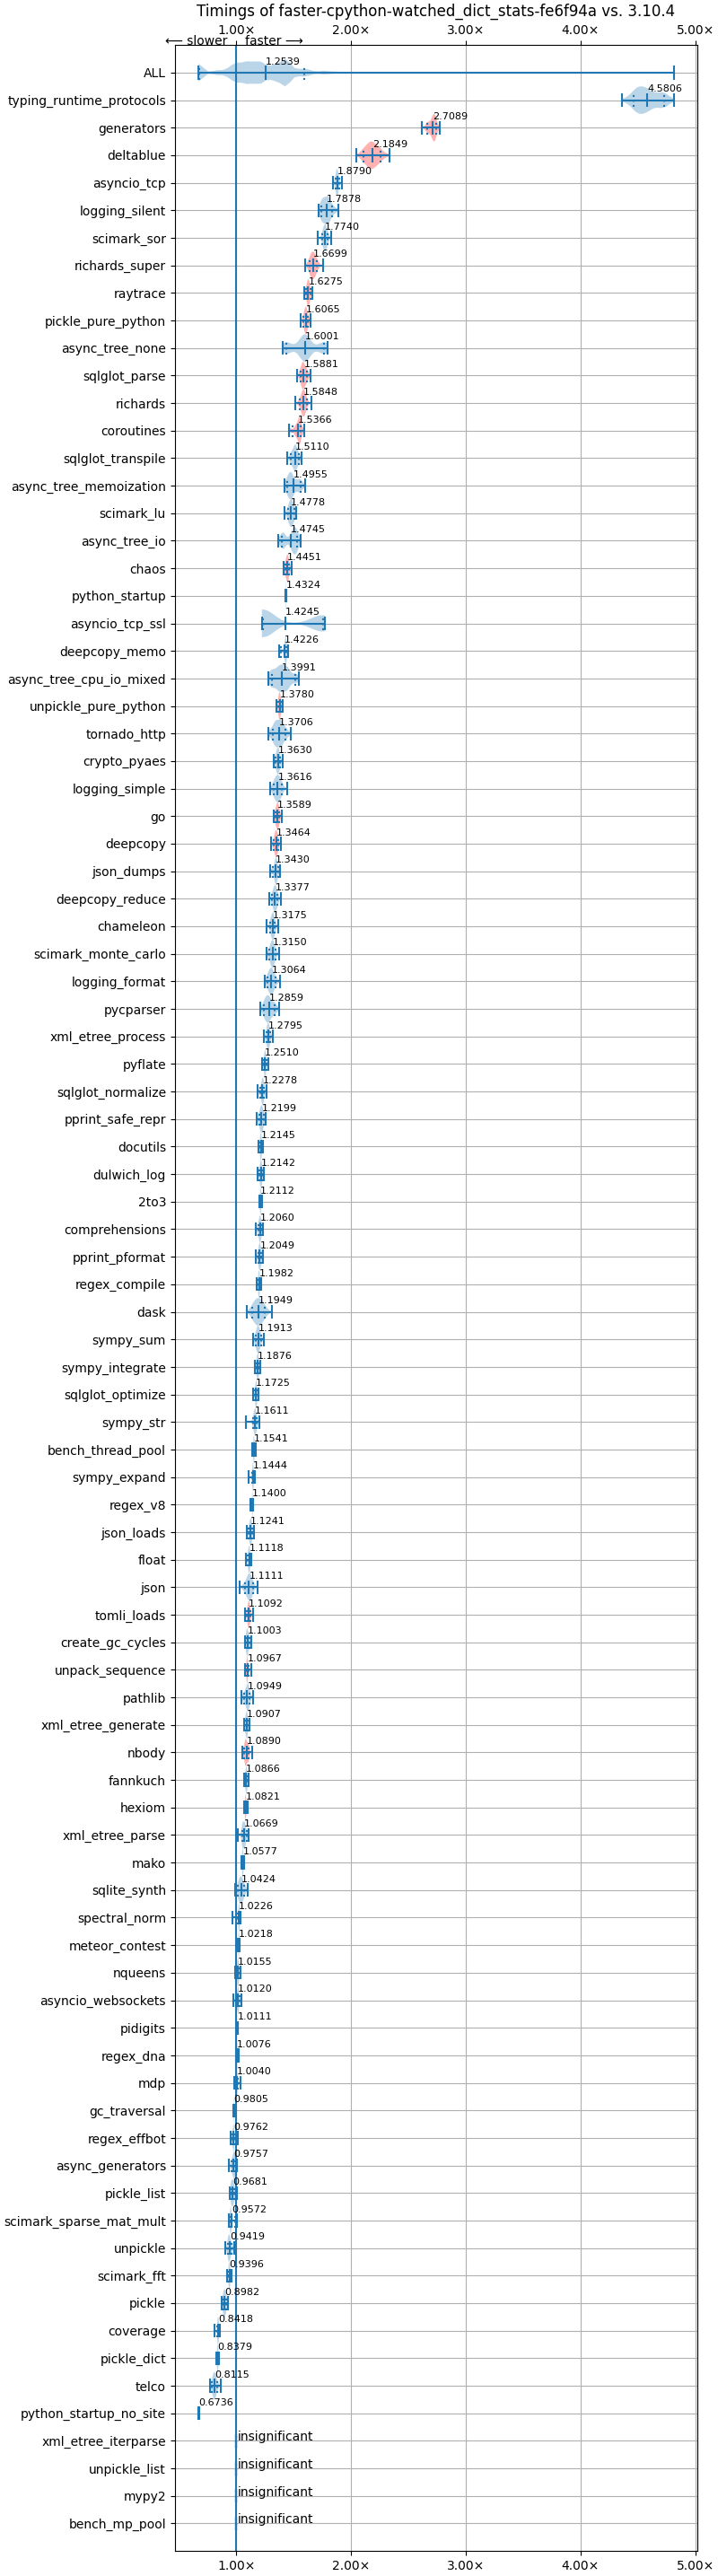 Timings of faster-cpython-watched_dict_stats-fe6f94a vs. 3.10.4
1.00× 2.00× 3.00× 4.00× 5.00×
⟵ slower faster ⟶
ALL 1.2539
typing_runtime_protocols 4.5806
generators 2.7089
deltablue 2.1849
asyncio_tcp 1.8790
logging_silent 1.7878
scimark_sor 1.7740
richards_super 1.6699
raytrace 1.6275
pickle_pure_python 1.6065
async_tree_none 1.6001
sqlglot_parse 1.5881
richards 1.5848
coroutines 1.5366
sqlglot_transpile 1.5110
async_tree_memoization 1.4955
scimark_lu 1.4778
async_tree_io 1.4745
chaos 1.4451
python_startup 1.4324
asyncio_tcp_ssl 1.4245
deepcopy_memo 1.4226
async_tree_cpu_io_mixed 1.3991
unpickle_pure_python 1.3780
tornado_http 1.3706
crypto_pyaes 1.3630
logging_simple 1.3616
go 1.3589
deepcopy 1.3464
json_dumps 1.3430
deepcopy_reduce 1.3377
chameleon 1.3175
scimark_monte_carlo 1.3150
logging_format 1.3064
pycparser 1.2859
xml_etree_process 1.2795
pyflate 1.2510
sqlglot_normalize 1.2278
pprint_safe_repr 1.2199
docutils 1.2145
dulwich_log 1.2142
2to3 1.2112
comprehensions 1.2060
pprint_pformat 1.2049
regex_compile 1.1982
dask 1.1949
sympy_sum 1.1913
sympy_integrate 1.1876
sqlglot_optimize 1.1725
sympy_str 1.1611
bench_thread_pool 1.1541
sympy_expand 1.1444
regex_v8 1.1400
json_loads 1.1241
float 1.1118
json 1.1111
tomli_loads 1.1092
create_gc_cycles 1.1003
unpack_sequence 1.0967
pathlib 1.0949
xml_etree_generate 1.0907
nbody 1.0890
fannkuch 1.0866
hexiom 1.0821
xml_etree_parse 1.0669
mako 1.0577
sqlite_synth 1.0424
spectral_norm 1.0226
meteor_contest 1.0218
nqueens 1.0155
asyncio_websockets 1.0120
pidigits 1.0111
regex_dna 1.0076
mdp 1.0040
gc_traversal 0.9805
regex_effbot 0.9762
async_generators 0.9757
pickle_list 0.9681
scimark_sparse_mat_mult 0.9572
unpickle 0.9419
scimark_fft 0.9396
pickle 0.8982
coverage 0.8418
pickle_dict 0.8379
telco 0.8115
python_startup_no_site 0.6736
xml_etree_iterparse insignificant
unpickle_list insignificant
mypy2 insignificant
bench_mp_pool insignificant
1.00× 2.00× 3.00× 4.00× 5.00×